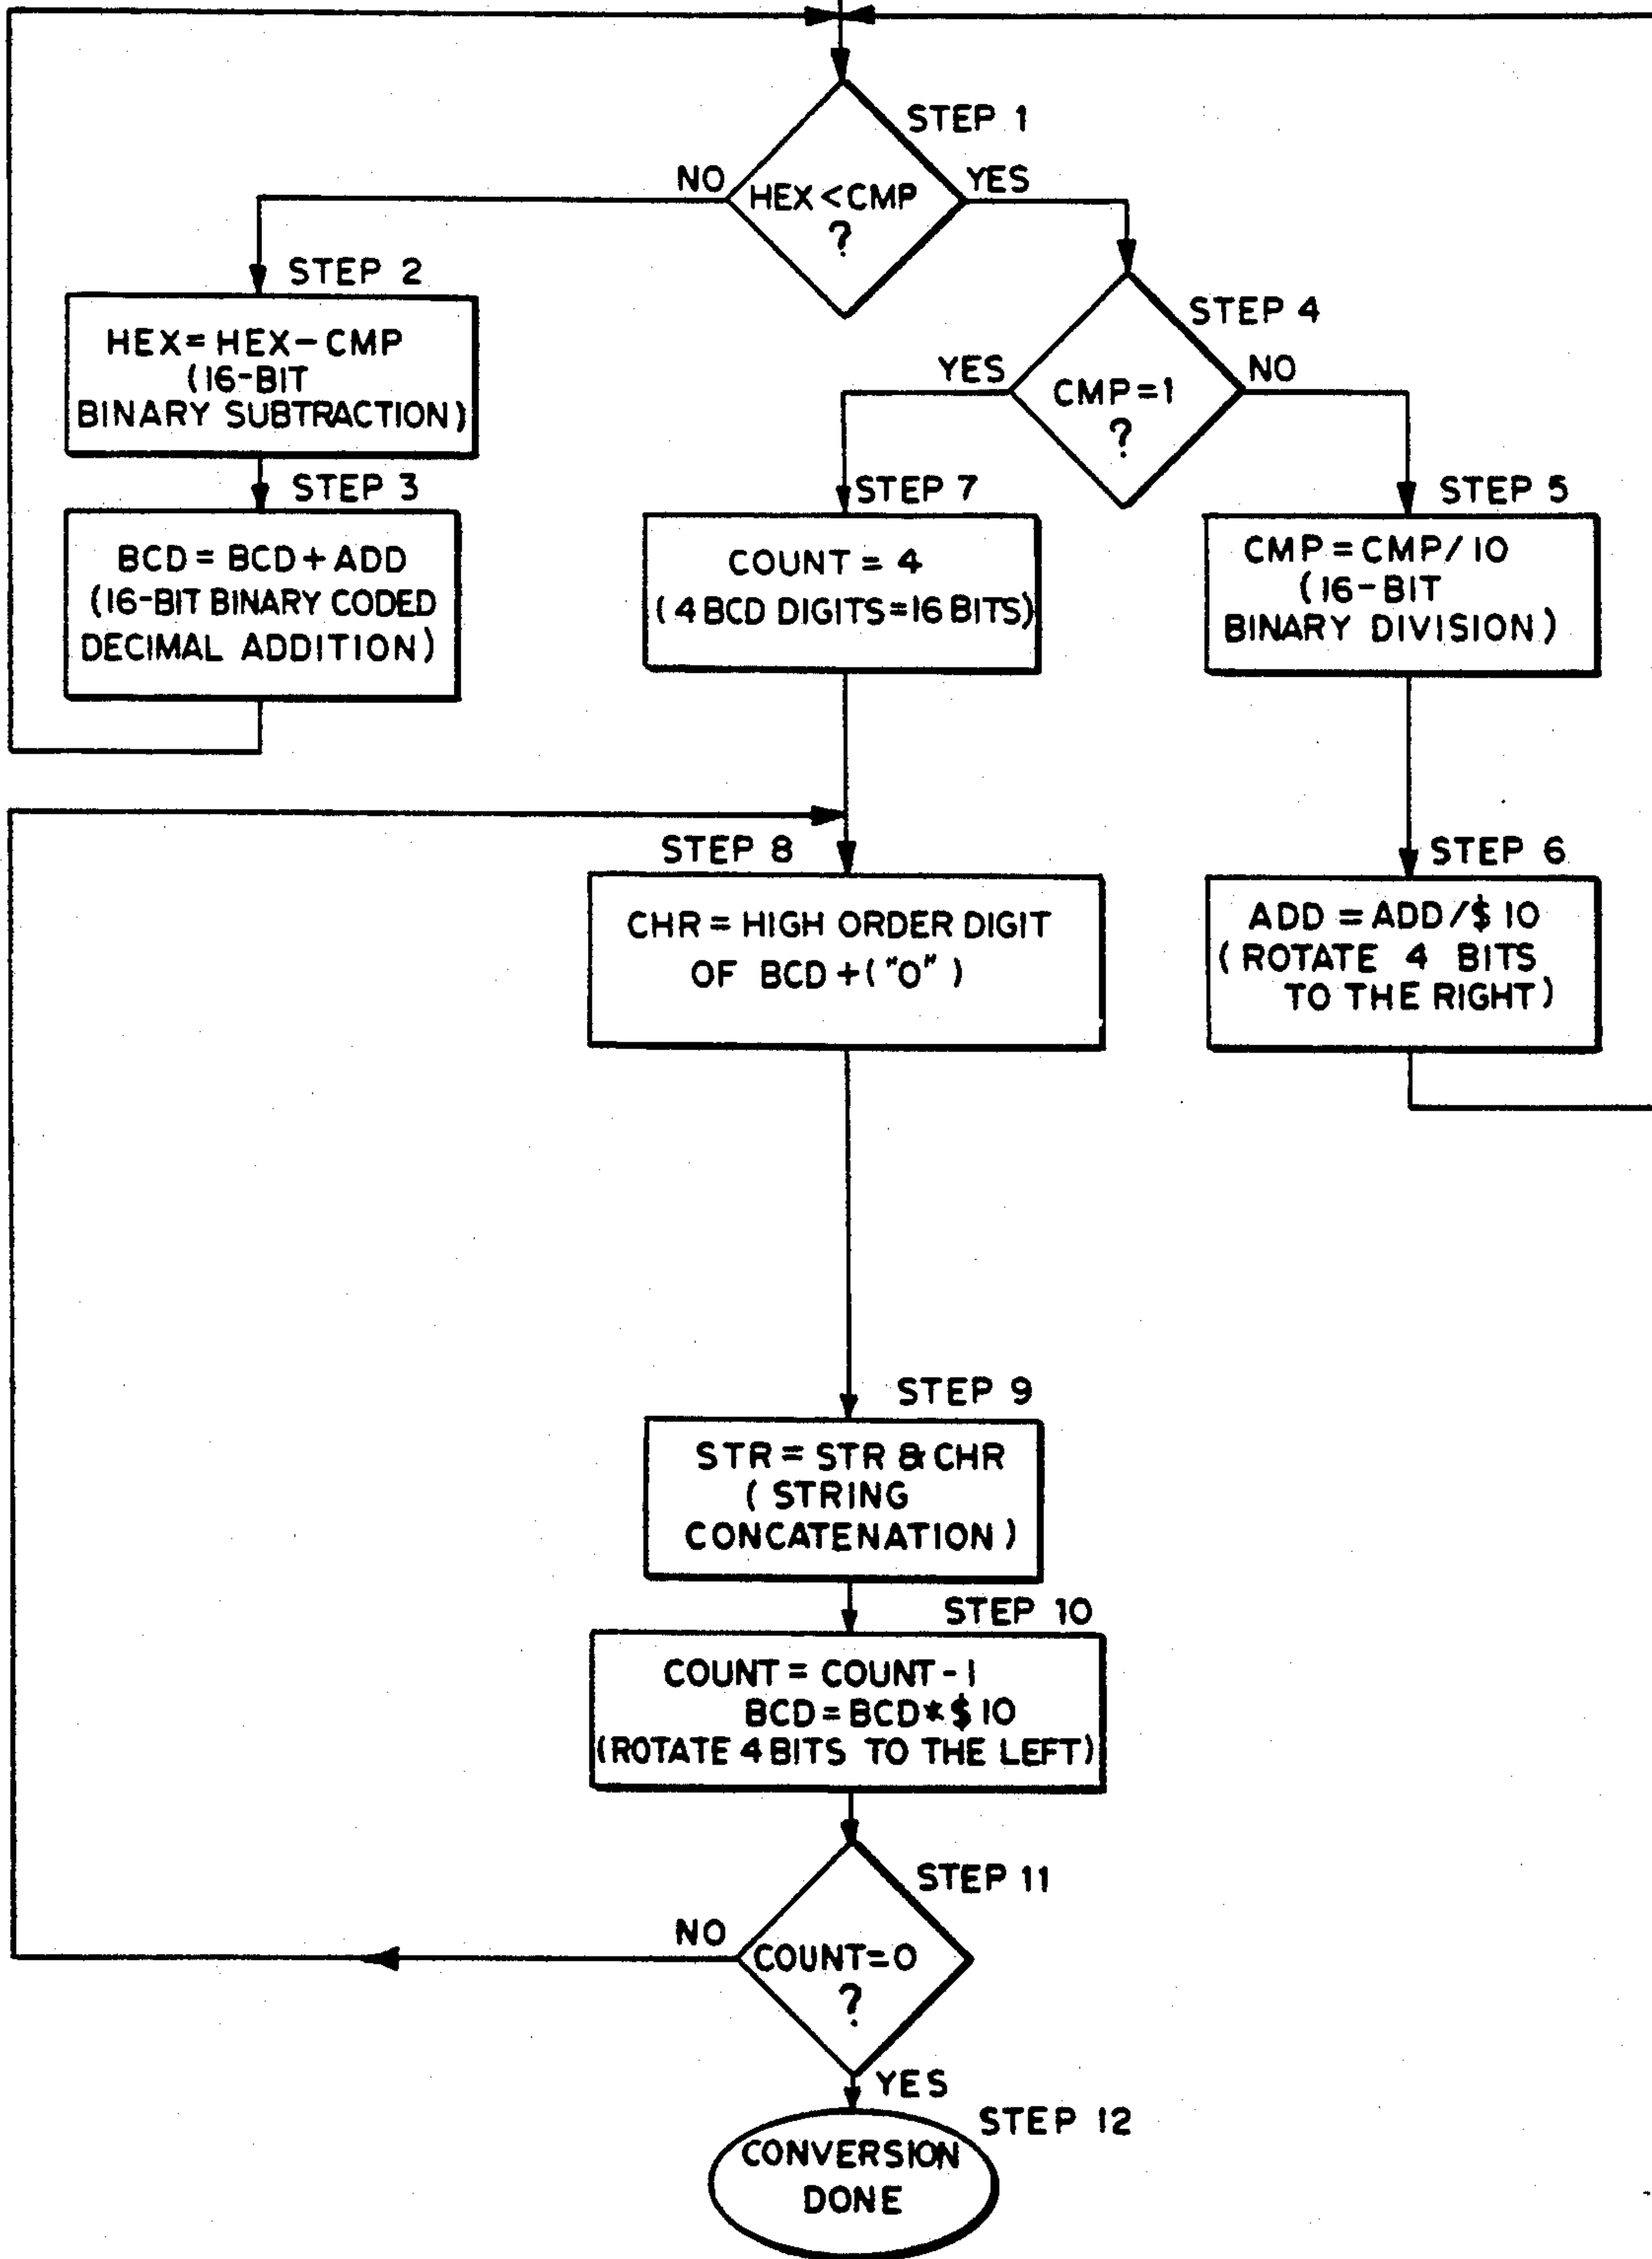 STEP 1
NO
YES
HEX<CMP
?
STEP 2
HEX=HEX-CMP
(16-BIT
BINARY SUBTRACTION)
STEP 4
YES
NO
CMP=1
?
STEP 3
BCD=BCD+ADD
(16-BIT BINARY CODED
DECIMAL ADDITION)
STEP 7
COUNT=4
(4 BCD DIGITS=16 BITS)
STEP 5
CMP=CMP/10
(16-BIT
BINARY DIVISION)
STEP 8
CHR=HIGH ORDER DIGIT
OF BCD+("0")
STEP 6
ADD=ADD/$10
(ROTATE 4 BITS
TO THE RIGHT)
STEP 9
STR=STR & CHR
(STRING
CONCATENATION)
STEP 10
COUNT=COUNT-1
BCD=BCD*$10
(ROTATE 4 BITS TO THE LEFT)
STEP 11
NO
COUNT=0
?
YES
STEP 12
CONVERSION
DONE